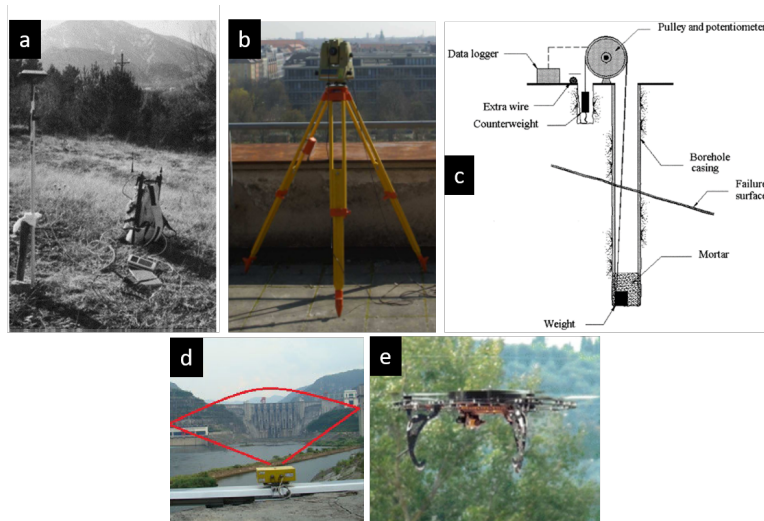 a
b
c
Data logger
Extra wire
Counterweight
Pulley and potentiometer
Borehole
casing
Failure
surface
Mortar
Weight
d
e